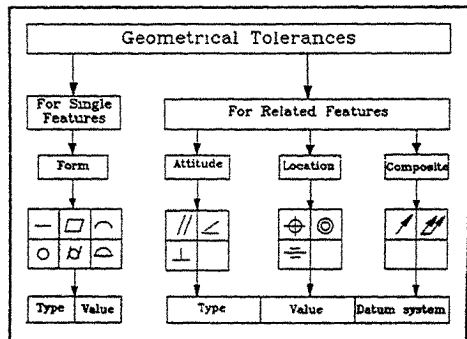 Geometrical Tolerances
For Single
Features
For Related Features
Form
Attitude
Location
Composite
Type
Value
Type
Value
Datum system